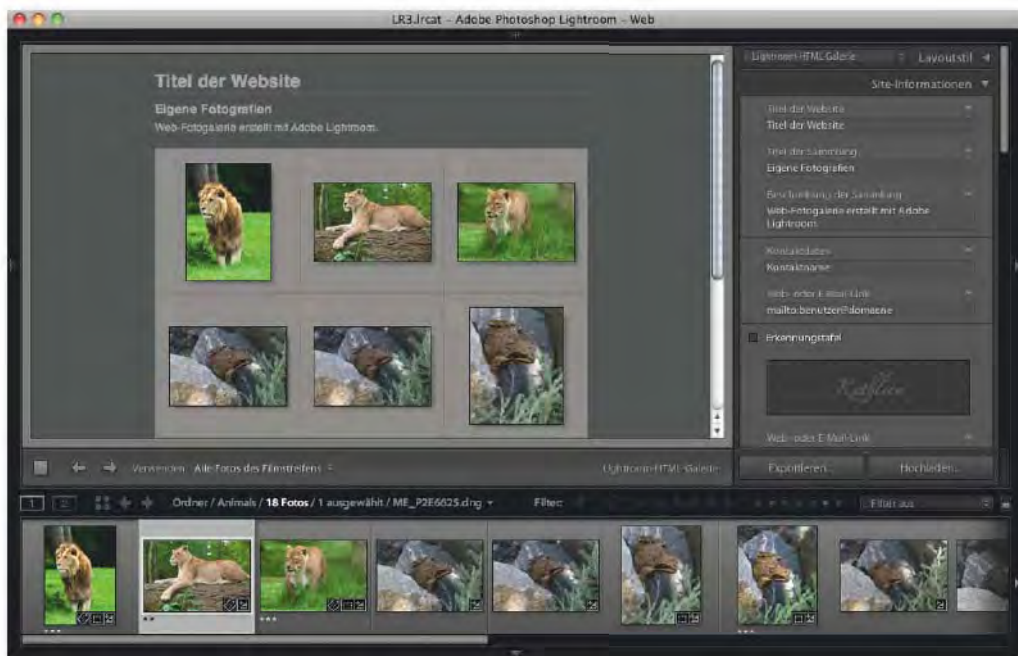 LR3.lrcat – Adobe Photoshop Lightroom – Web
Titel der Website
Eigene Fotografien
Web-Fotogalerie erstellt mit Adobe Lightroom.
Verwenden: Alle Fotos des Filmstreifens
Lightroom-HTML-Galerie
Lightroom-HTML-Galerie
Layoutstil
Site-Informationen
Titel der Website
Titel der Website
Titel der Sammlung
Eigene Fotografien
Beschreibung der Sammlung
Web-Fotogalerie erstellt mit Adobe
Lightroom.
Kontaktdaten
Kontaktname
Web- oder E-Mail-Link
mailto:benutzer@domaene
Erkennungstafel
Web- oder E-Mail-Link
Exportieren...
Hochladen...
1
2
Ordner / Animals / 18 Fotos / 1 ausgewählt / ME_P2E6625.dng
Filter:
Filter aus